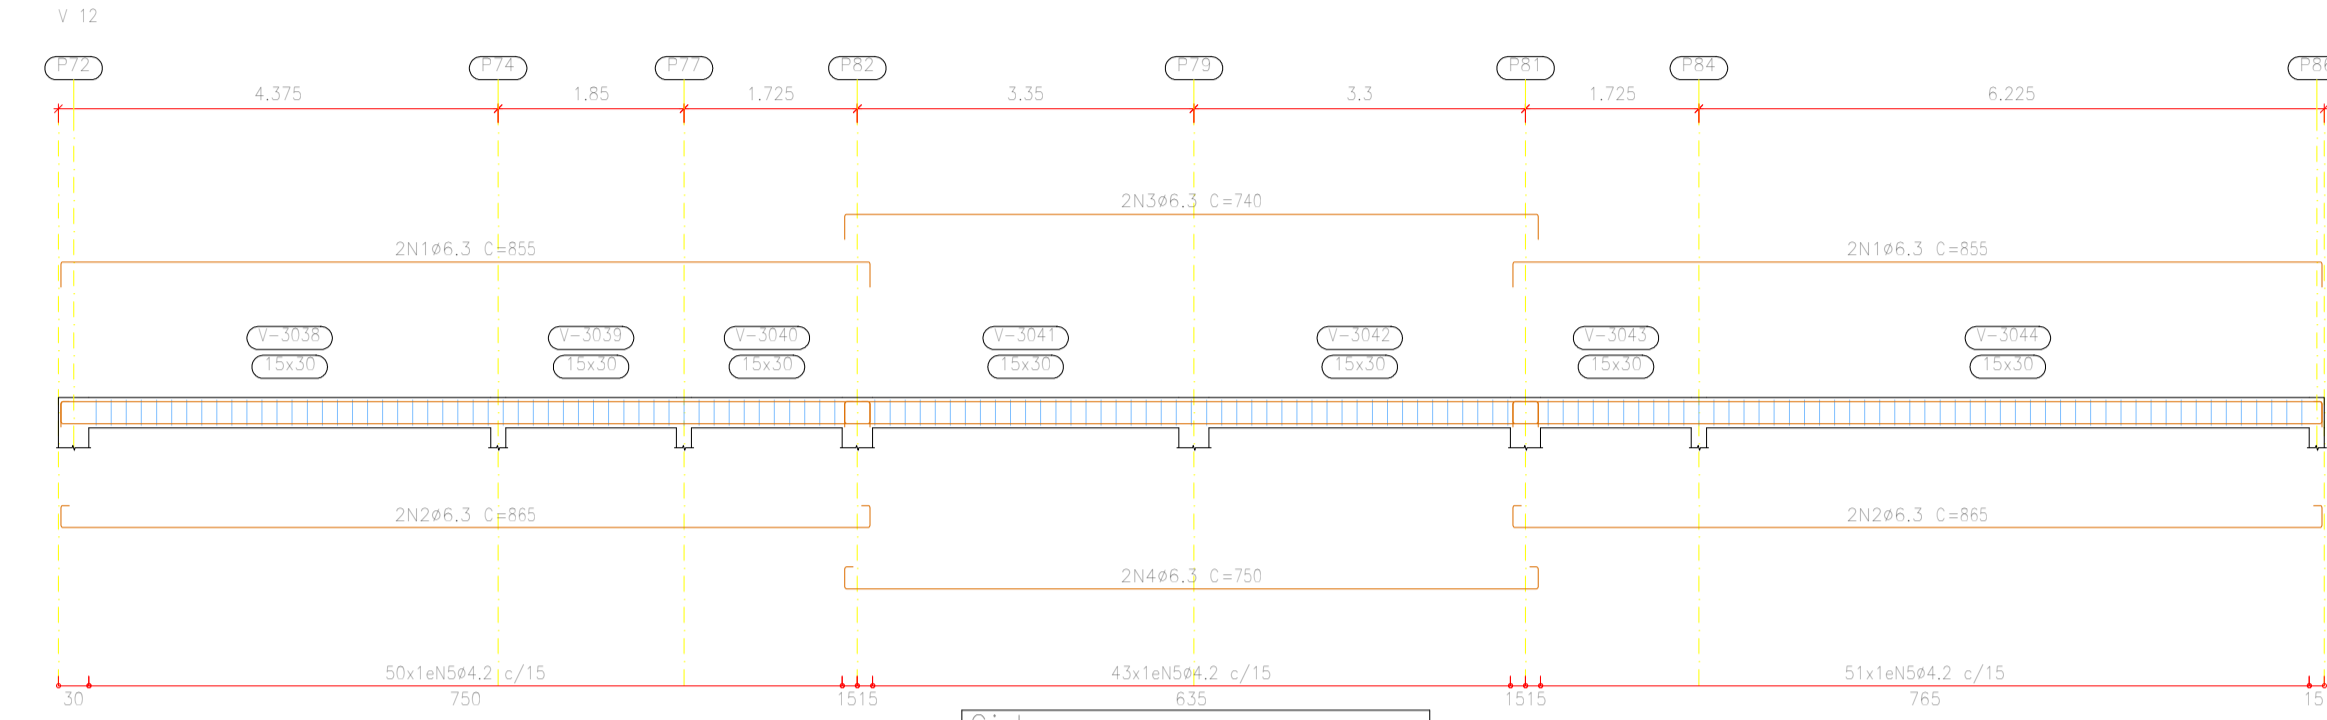 V 12
P72 P74 P77 P82 P79 P81 P84 P86
4.375 1.85 1.725 3.35 3.3 1.725 6.225
2N3ø6.3 C=740
2N1ø6.3 C=855 2N1ø6.3 C=855
V-3038 V-3039 V-3040 V-3041 V-3042 V-3043 V-3044
15x30 15x30 15x30 15x30 15x30 15x30 15x30
2N2ø6.3 C=865 2N2ø6.3 C=865
2N4ø6.3 C=750
50x1eN5ø4.2 c/15 43x1eN5ø4.2 c/15 51x1eN5ø4.2 c/15
30 750 1515 635 1515 765 15